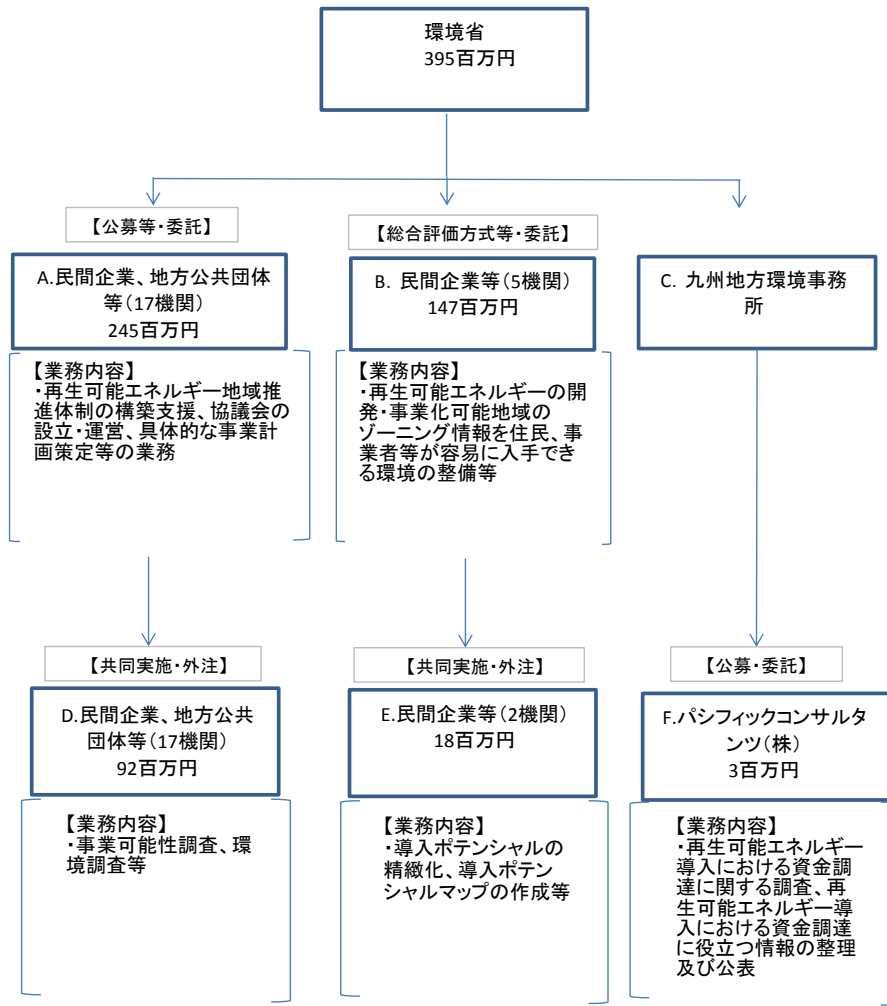 環境省
395百万円
【公募等・委託】
A.民間企業、地方公共団体
等(17機関)
245百万円
【業務内容】
・再生可能エネルギー地域推
進体制の構築支援、協議会の
設立・運営、具体的な事業計
画策定等の業務
【総合評価方式等・委託】
B. 民間企業等(5機関)
147百万円
【業務内容】
・再生可能エネルギーの開
発・事業化可能地域の
ゾーニング情報を住民、事
業者等が容易に入手でき
る環境の整備等
C. 九州地方環境事務
所
【共同実施・外注】
D.民間企業、地方公共
団体等(17機関)
92百万円
【業務内容】
・事業可能性調査、環
境調査等
【共同実施・外注】
E.民間企業等(2機関)
18百万円
【業務内容】
・導入ポテンシャルの
精緻化、導入ポテン
シャルマップの作成等
【公募・委託】
F.パシフィックコンサルタ
ンツ(株)
3百万円
【業務内容】
・再生可能エネルギー
導入における資金調
達に関する調査、再
生可能エネルギー導
入における資金調達
に役立つ情報の整理
及び公表